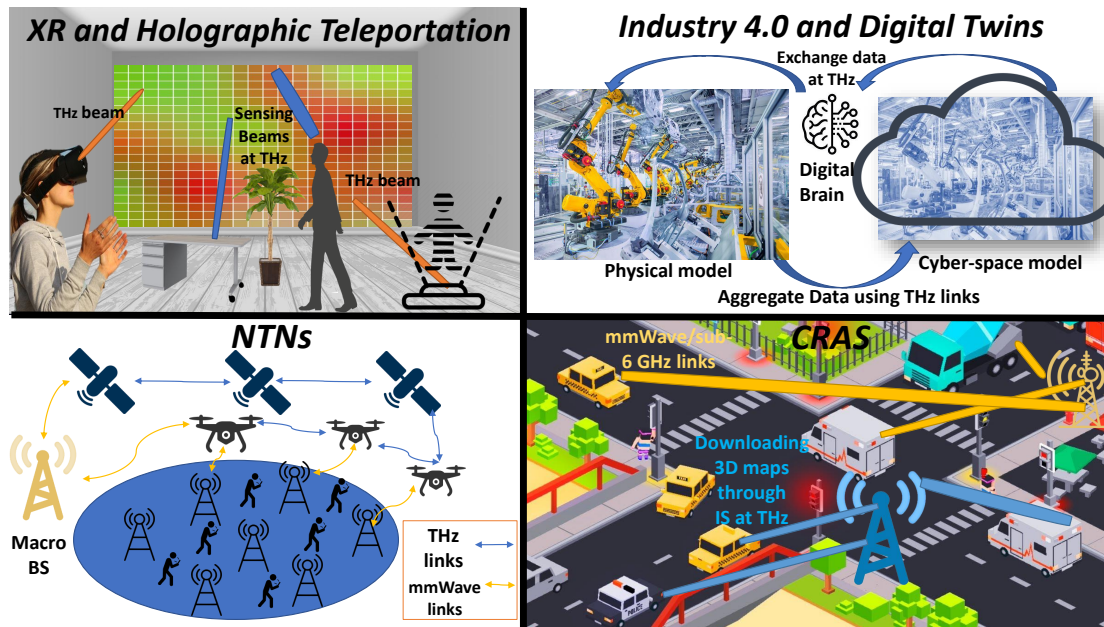 XR and Holographic Teleportation
THz beam
Sensing
Beams
at THz
THz beam
Industry 4.0 and Digital Twins
Exchange data
at THz
Digital
Brain
Physical model
Cyber-space model
Aggregate Data using THz links
NTNs
Macro
BS
THz
links
mmWave
links
CRAS
mmWave/sub-
6 GHz links
Downloading
3D maps
through
IS at THz
TAXI
POLICE